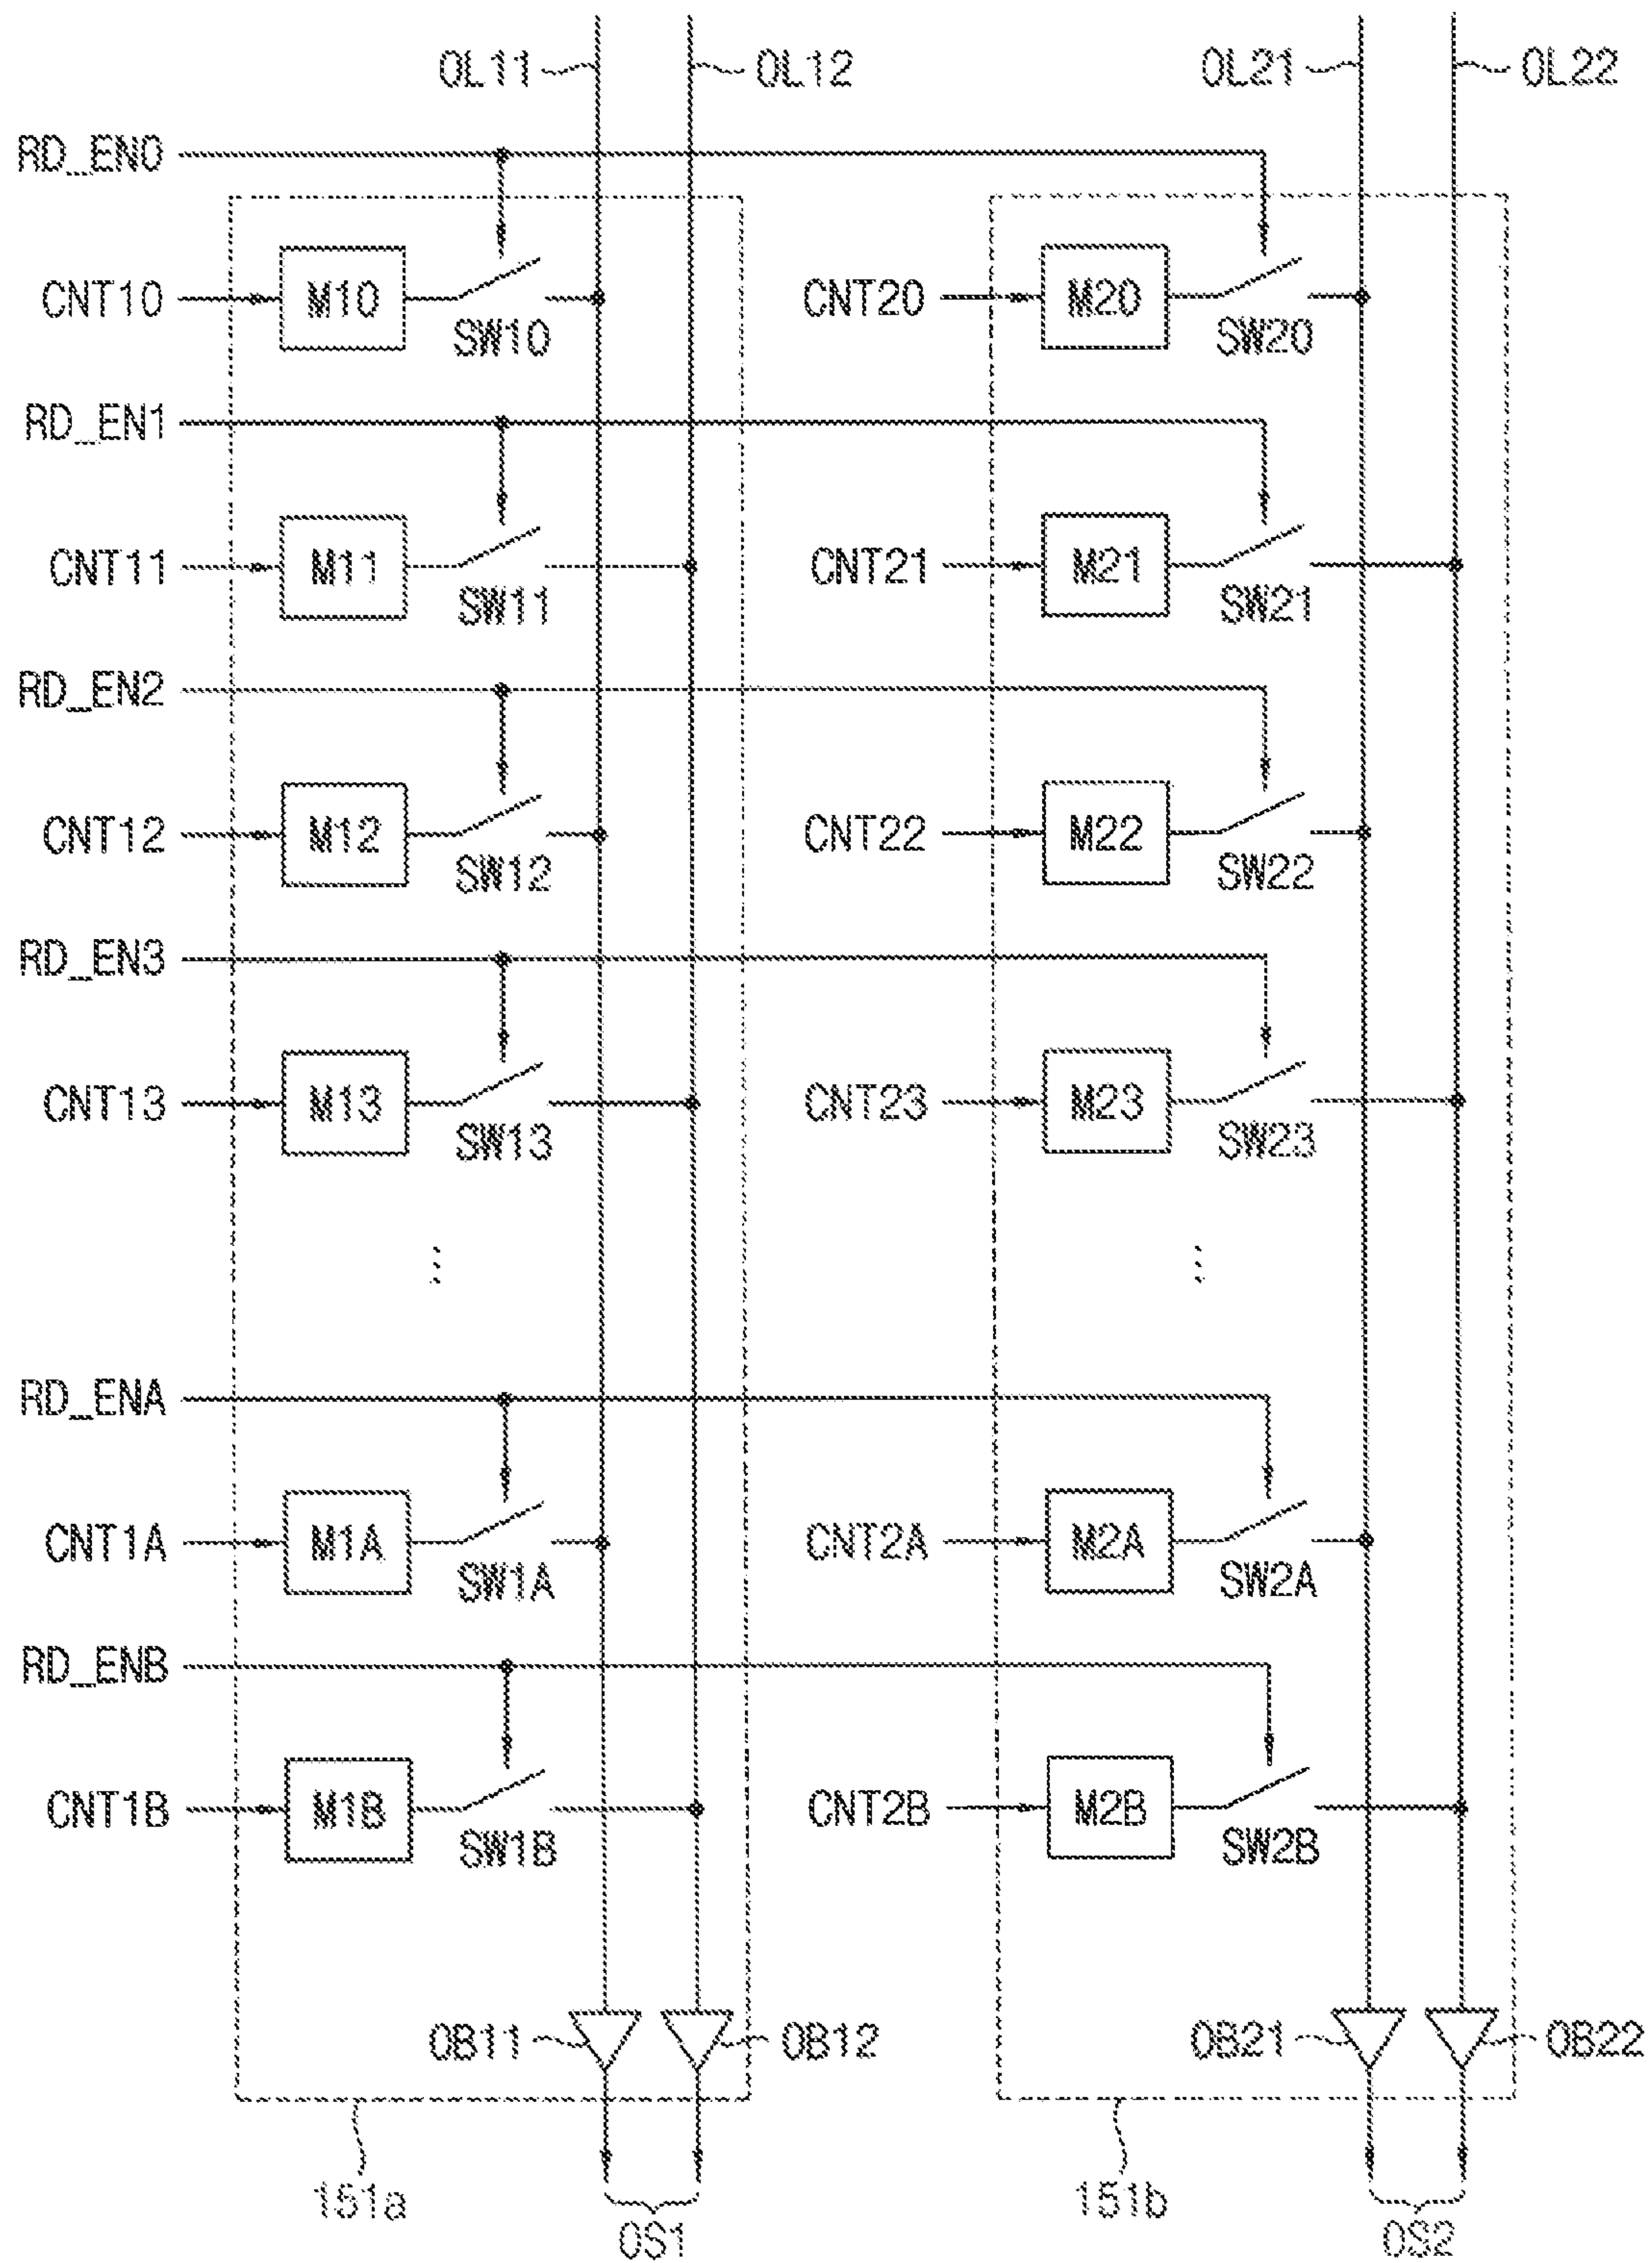 OL11 OL12 OL21 OL22
RD_EN0
CNT10 M10 SW10 CNT20 M20 SW20
RD_EN1
CNT11 M11 SW11 CNT21 M21 SW21
RD_EN2
CNT12 M12 SW12 CNT22 M22 SW22
RD_EN3
CNT13 M13 SW13 CNT23 M23 SW23
RD_ENA
CNT1A M1A SW1A CNT2A M2A SW2A
RD_ENB
CNT1B M1B SW1B CNT2B M2B SW2B
OB11 OB12 OB21 OB22
151a 151b
OS1 OS2